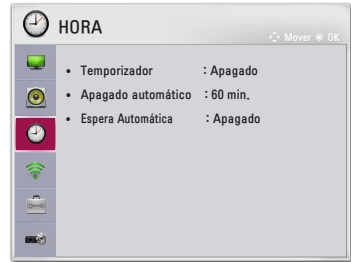 HORA
Mover OK
• Temporizador : Apagado
• Apagado automático : 60 min.
• Espera Automática : Apagado